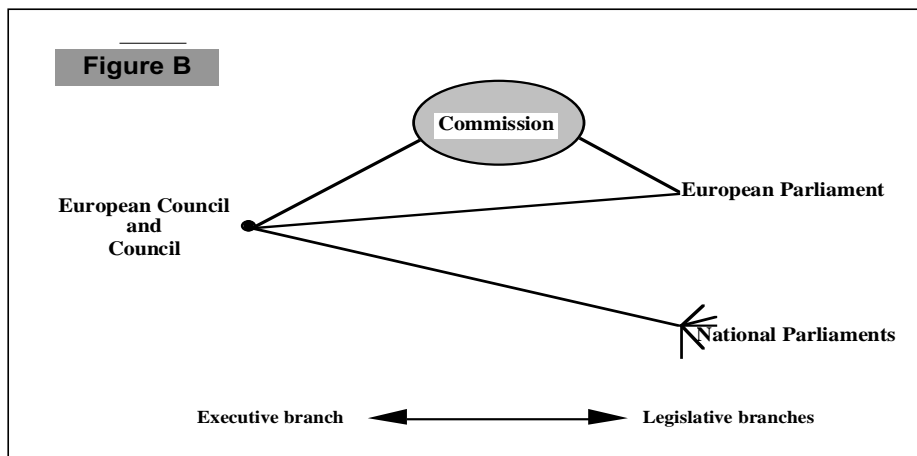 Figure B
Commission
European Parliament
European Council
and
Council
National Parliaments
Executive branch
Legislative branches